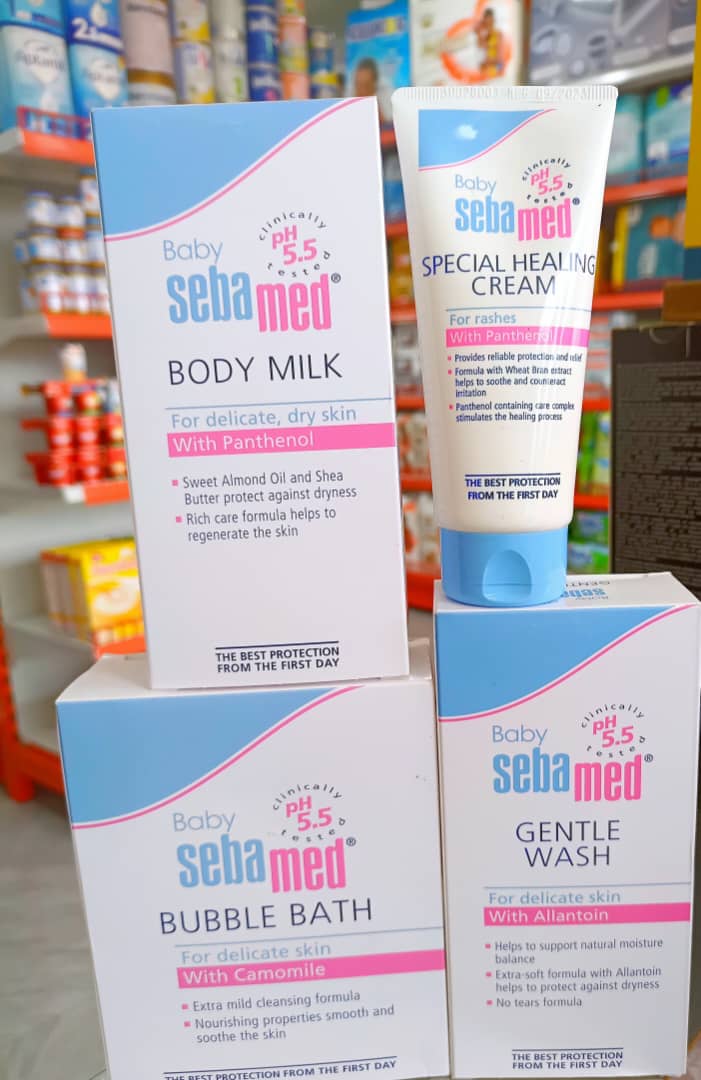 Baby
sebamed®
clinically
pH
5.5
tested
BODY MILK
For delicate, dry skin
With Panthenol
Sweet Almond Oil and Shea
Butter protect against dryness
Rich care formula helps to
regenerate the skin
THE BEST PROTECTION
FROM THE FIRST DAY
Baby
sebamed®
clinically
pH
5.5
tested
SPECIAL HEALING
CREAM
For rashes
With Panthenol
Provides reliable protection and relief
Formula with Wheat Bran extract
helps to soothe and counteract
irritation
Panthenol containing care complex
stimulates the healing process
THE BEST PROTECTION
FROM THE FIRST DAY
Baby
sebamed®
clinically
pH
5.5
tested
BUBBLE BATH
For delicate skin
With Camomile
Extra mild cleansing formula
Nourishing properties smooth and
soothe the skin
THE BEST PROTECTION FROM THE FIRST DAY
Baby
sebamed®
clinically
pH
5.5
tested
GENTLE
WASH
For delicate skin
With Allantoin
Helps to support natural moisture
balance
Extra-soft formula with Allantoin
helps to protect against dryness
No tears formula
THE BEST PROTECTION
FROM THE FIRST DAY